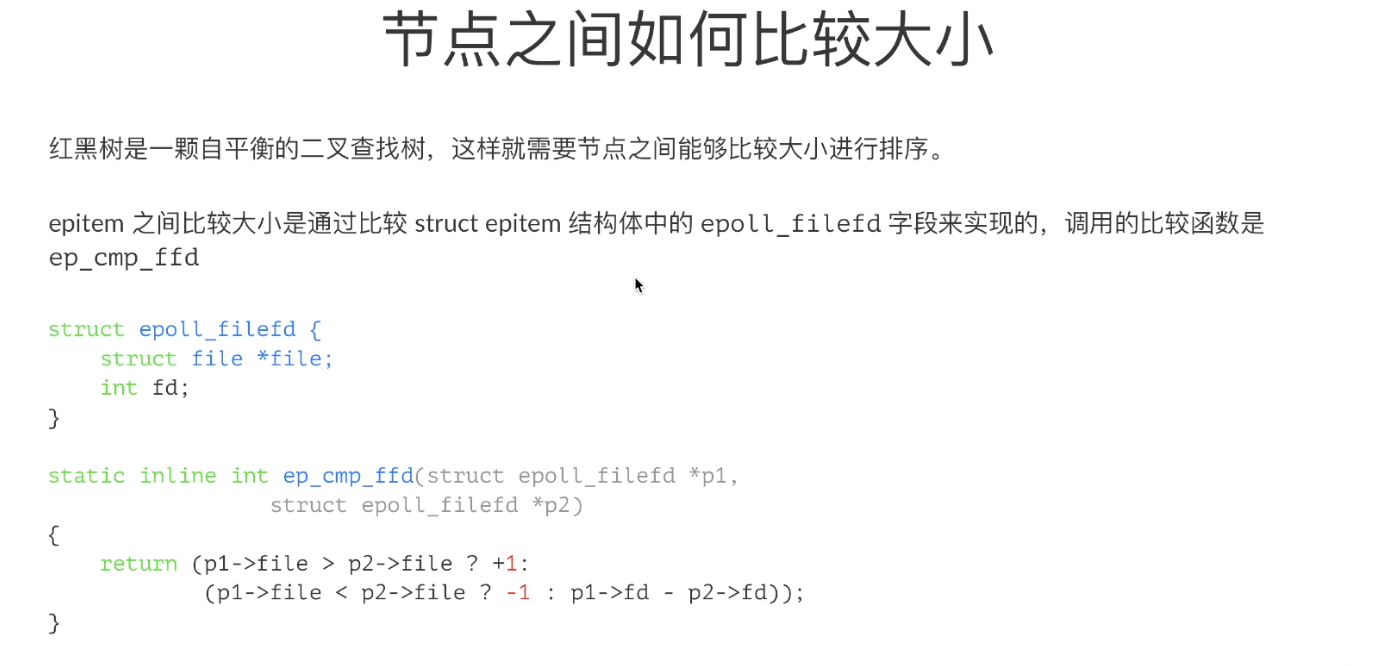 节点之间如何比较大小
红黑树是一颗自平衡的二叉查找树，这样就需要节点之间能够比较大小进行排序。
epitem 之间比较大小是通过比较 struct epitem 结构体中的 epoll_filefd 字段来实现的，调用的比较函数是
ep_cmp_ffd
struct epoll_filefd {
    struct file *file;
    int fd;
}
static inline int ep_cmp_ffd(struct epoll_filefd *p1,
                 struct epoll_filefd *p2)
{
    return (p1->file > p2->file ? +1:
            (p1->file < p2->file ? -1 : p1->fd - p2->fd));
}